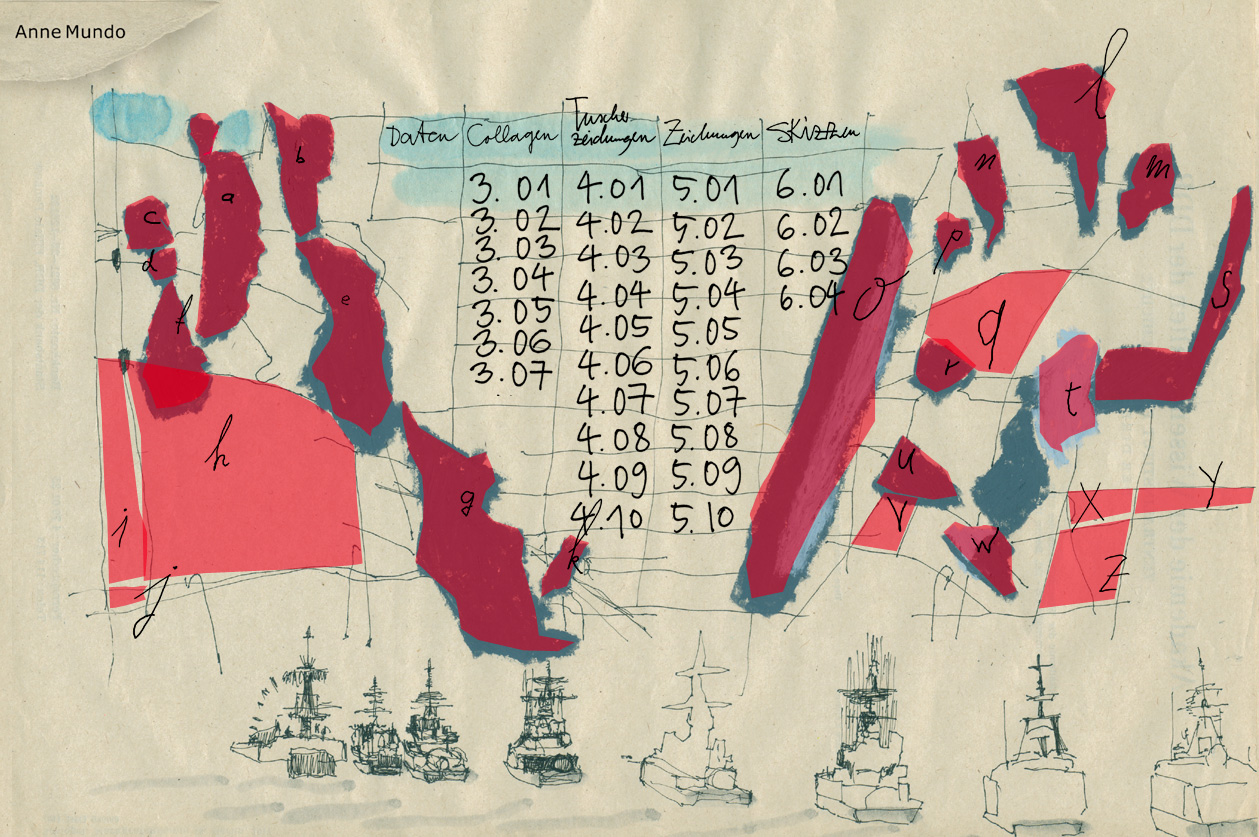 Anne Mundo
Daten Collagen Tusche- zeichnungen Zeichnungen Skizzen
3.01 4.01 5.01 6.01
3.02 4.02 5.02 6.02
3.03 4.03 5.03 6.03
3.04 4.04 5.04 6.04
3.05 4.05 5.05
3.06 4.06 5.06
3.07 4.07 5.07
4.08 5.08
4.09 5.09
4.10 5.10
a
b
c
d
e
f
g
h
i
j
k
l
m
n
o
p
q
r
s
t
u
V
W
X
Y
Z